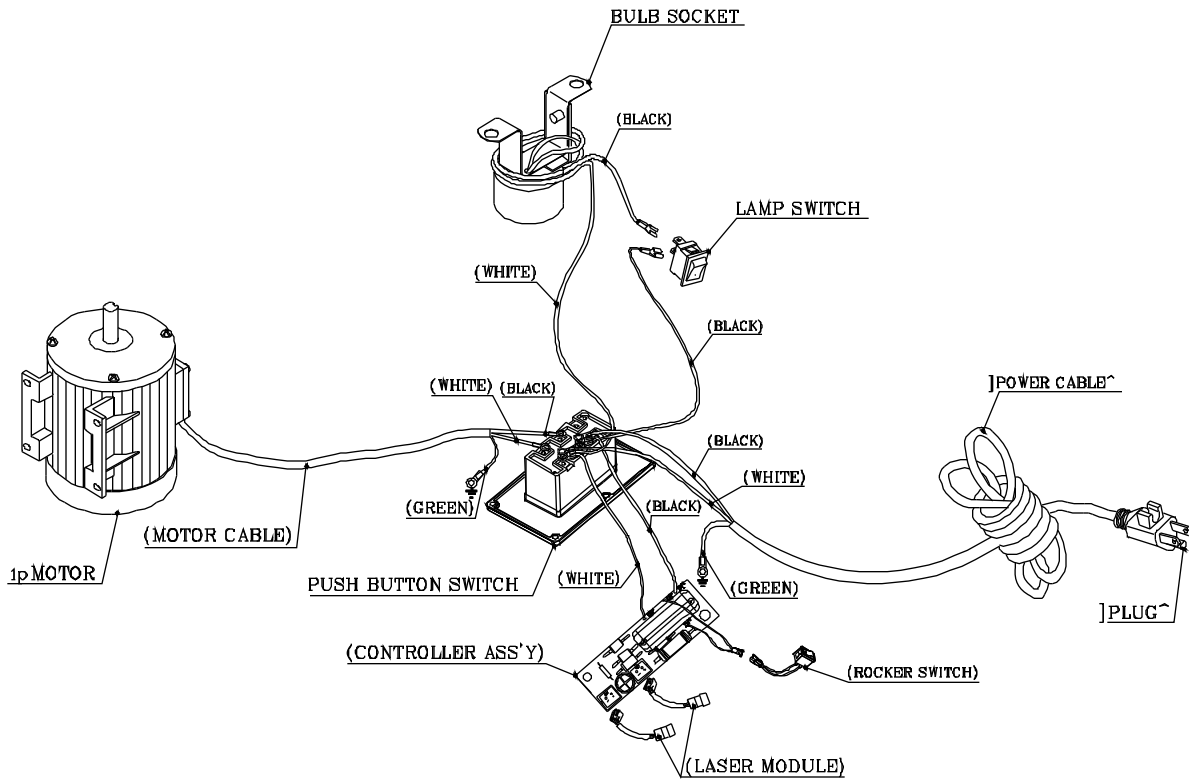 BULB SOCKET
(BLACK)
LAMP SWITCH
(WHITE)
(BLACK)
(WHITE)
(BLACK)
]POWER CABLE^
(BLACK)
(WHITE)
(GREEN)
(BLACK)
(MOTOR CABLE)
1pMOTOR
PUSH BUTTON SWITCH
(WHITE)
(GREEN)
]PLUG^
(CONTROLLER ASS'Y)
(ROCKER SWITCH)
(LASER MODULE)